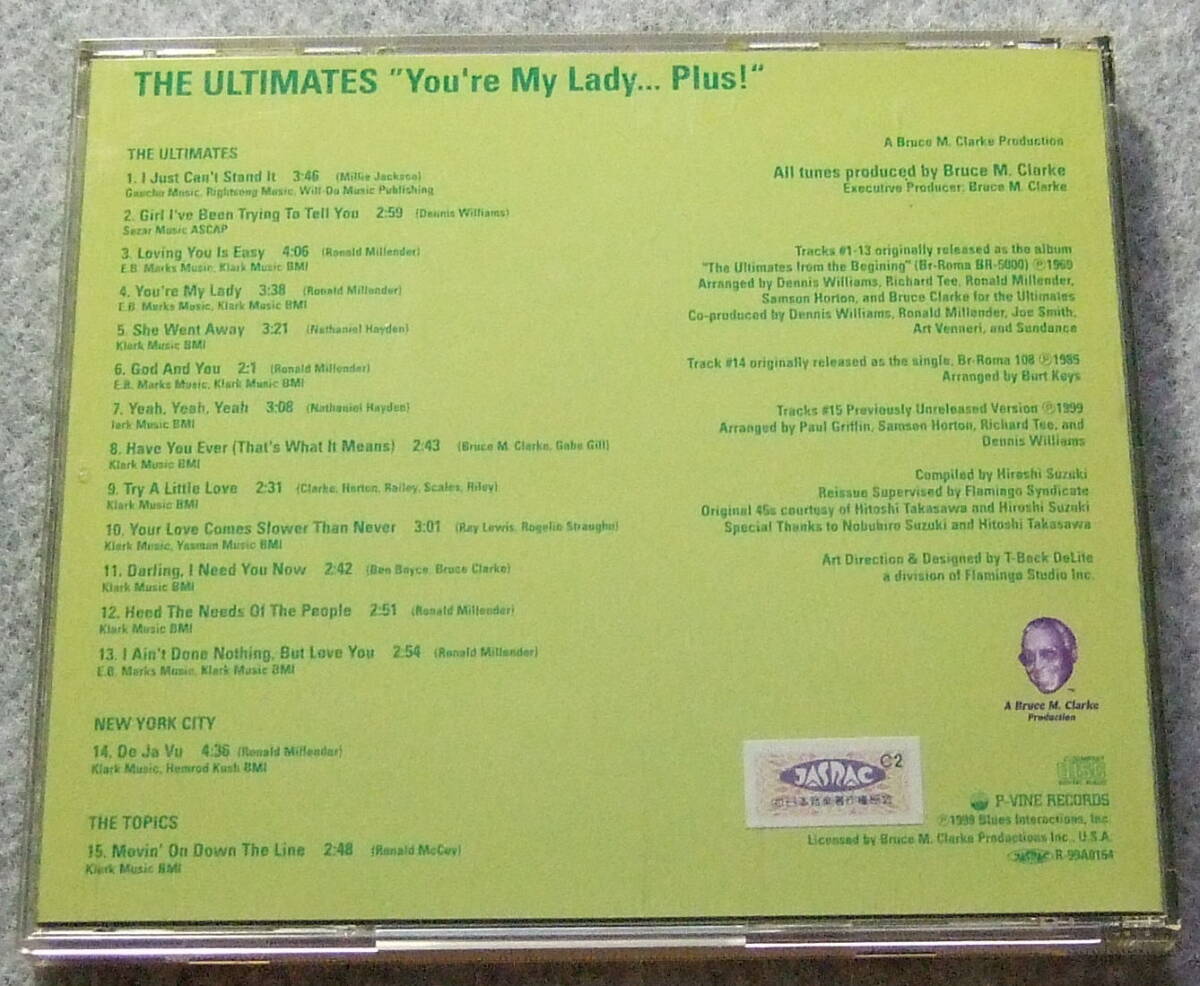 THE ULTIMATES "You're My Lady... Plus!"
THE ULTIMATES
1. I Just Can't Stand It 3:46 (Millie Jackson)
Gaucho Music, Rightsong Music, Will-Du Music Publishing
2. Girl I've Been Trying To Tell You 2:59 (Dennis Williams)
Sezar Music ASCAP
3. Loving You Is Easy 4:06 (Ronald Millender)
E.B. Marks Music, Klark Music BMI
4. You're My Lady 3:38 (Ronald Millender)
E.B. Marks Music, Klark Music BMI
5. She Went Away 3:21 (Nathaniel Hayden)
Klark Music BMI
6. God And You 2:1 (Ronald Millender)
E.B. Marks Music, Klark Music BMI
7. Yeah, Yeah, Yeah 3:08 (Nathaniel Hayden)
lark Music BMI
8. Have You Ever (That's What It Means) 2:43 (Bruce M. Clarke, Gabe Gill)
Klark Music BMI
9. Try A Little Love 2:31 (Clarke, Horton, Railey, Scales, Riley)
Klark Music BMI
10. Your Love Comes Slower Than Never 3:01 (Ray Lewis, Rogelio Straughn)
Klark Music, Yasman Music BMI
11. Darling, I Need You Now 2:42 (Ben Boyce, Bruce Clarke)
Klark Music BMI
12. Heed The Needs Of The People 2:51 (Ronald Millender)
Klark Music BMI
13. I Ain't Done Nothing, But Love You 2:54 (Ronald Millender)
E.B. Marks Music, Klark Music BMI
NEW YORK CITY
14. De Ja Vu 4:36 (Ronald Millender)
Klark Music, Hemrod Kush BMI
THE TOPICS
15. Movin' On Down The Line 2:48 (Ronald McCoy)
Klark Music BMI
A Bruce M. Clarke Production
All tunes produced by Bruce M. Clarke
Executive Producer: Bruce M. Clarke
Tracks #1-13 originally released as the album
"The Ultimates from the Begining" (Br-Roma BR-5000) ℗1969
Arranged by Dennis Williams, Richard Tee, Ronald Millender,
Samson Horton, and Bruce Clarke for the Ultimates
Co-produced by Dennis Williams, Ronald Millender, Joe Smith,
Art Venneri, and Sundance
Track #14 originally released as the single, Br-Roma 108 ℗1985
Arranged by Burt Keys
Tracks #15 Previously Unreleased Version ℗1999
Arranged by Paul Griffin, Samson Horton, Richard Tee, and
Dennis Williams
Compiled by Hiroshi Suzuki
Reissue Supervised by Flamingo Syndicate
Original 45s courtesy of Hitoshi Takasawa and Hiroshi Suzuki
Special Thanks to Nobuhiro Suzuki and Hitoshi Takasawa
Art Direction & Designed by T-Back DeLite
a division of Flamingo Studio Inc.
A Bruce M. Clarke
Production
JASRAC C2
COMPACT
disc
DIGITAL AUDIO
P-VINE RECORDS
℗1999 Blues Interactions, Inc.
Licensed by Bruce M. Clarke Productions Inc., U.S.A.
JASRAC R-99A0164